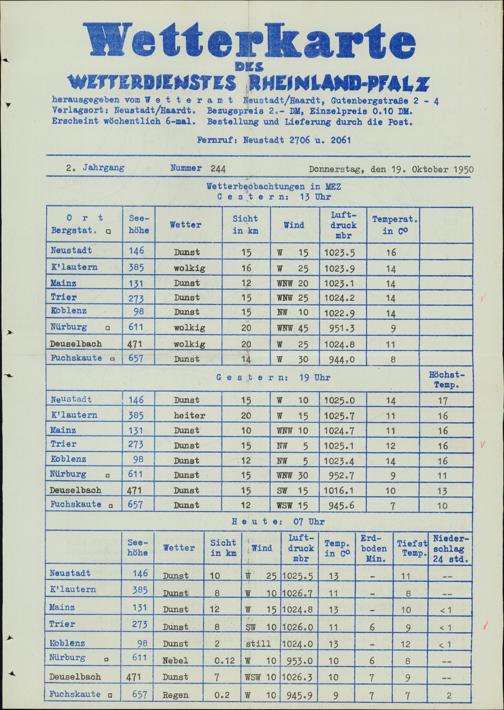 Wetterkarte
DES
WETTERDIENSTES RHEINLAND-PFALZ
herausgegeben vom Wetteramt Neustadt/Haardt, Gutenbergstraße 2 - 4
Verlagsort: Neustadt/Haardt. Bezugspreis 2.- DM, Einzelpreis 0.10 DM.
Erscheint wöchentlich 6-mal. Bestellung und Lieferung durch die Post.
Fernruf: Neustadt 2706 u. 2061
2. Jahrgang Nummer 244 Donnerstag, den 19. Oktober 1950
Wetterbeobachtungen in MEZ
Gestern: 13 Uhr
Ort See- Sicht Luft- Temperat.
Bergstat. höhe Wetter in km Wind druck in C°
mbr
Neustadt 146 Dunst 15 W 15 1023.5 16
K'lautern 385 wolkig 16 W 25 1023.9 14
Mainz 131 Dunst 12 WNW 20 1023.1 14
Trier 273 Dunst 15 WNW 25 1024.2 14
Koblenz 98 Dunst 15 NW 10 1022.9 14
Nürburg 611 wolkig 20 WNW 45 951.3 9
Deuselbach 471 wolkig 20 W 25 1024.8 11
Fuchskaute 657 Dunst 14 W 30 944.0 8
Gestern: 19 Uhr Höchst-
Temp.
Neustadt 146 Dunst 15 W 10 1025.0 14 17
K'lautern 385 heiter 20 W 15 1025.7 11 16
Mainz 131 Dunst 10 WNW 10 1024.7 11 16
Trier 273 Dunst 15 NW 5 1025.1 12 16
Koblenz 98 Dunst 12 NW 5 1023.4 14 16
Nürburg 611 Dunst 15 WNW 30 952.7 9 11
Deuselbach 471 Dunst 15 SW 15 1016.1 10 13
Fuchskaute 657 Dunst 12 WSW 15 945.6 7 10
Heute: 07 Uhr
See- Wetter Sicht Wind Luft- Temp. Erd- Tiefst Nieder-
höhe in km druck in C° boden Temp. schlag
mbr Min. 24 std.
Neustadt 146 Dunst 10 W 25 1025.5 13 - 11 --
K'lautern 385 Dunst 8 W 10 1026.7 11 - 8 --
Mainz 131 Dunst 12 W 15 1024.8 13 - 10 <1
Trier 273 Dunst 8 SW 10 1026.0 11 6 9 <1
Koblenz 98 Dunst 2 still 1024.0 13 - 12 <1
Nürburg 611 Nebel 0.12 W 10 953.0 10 6 8 --
Deuselbach 471 Dunst 7 WSW 10 1026.3 10 7 9 --
Fuchskaute 657 Regen 0.2 W 10 945.9 9 7 7 2